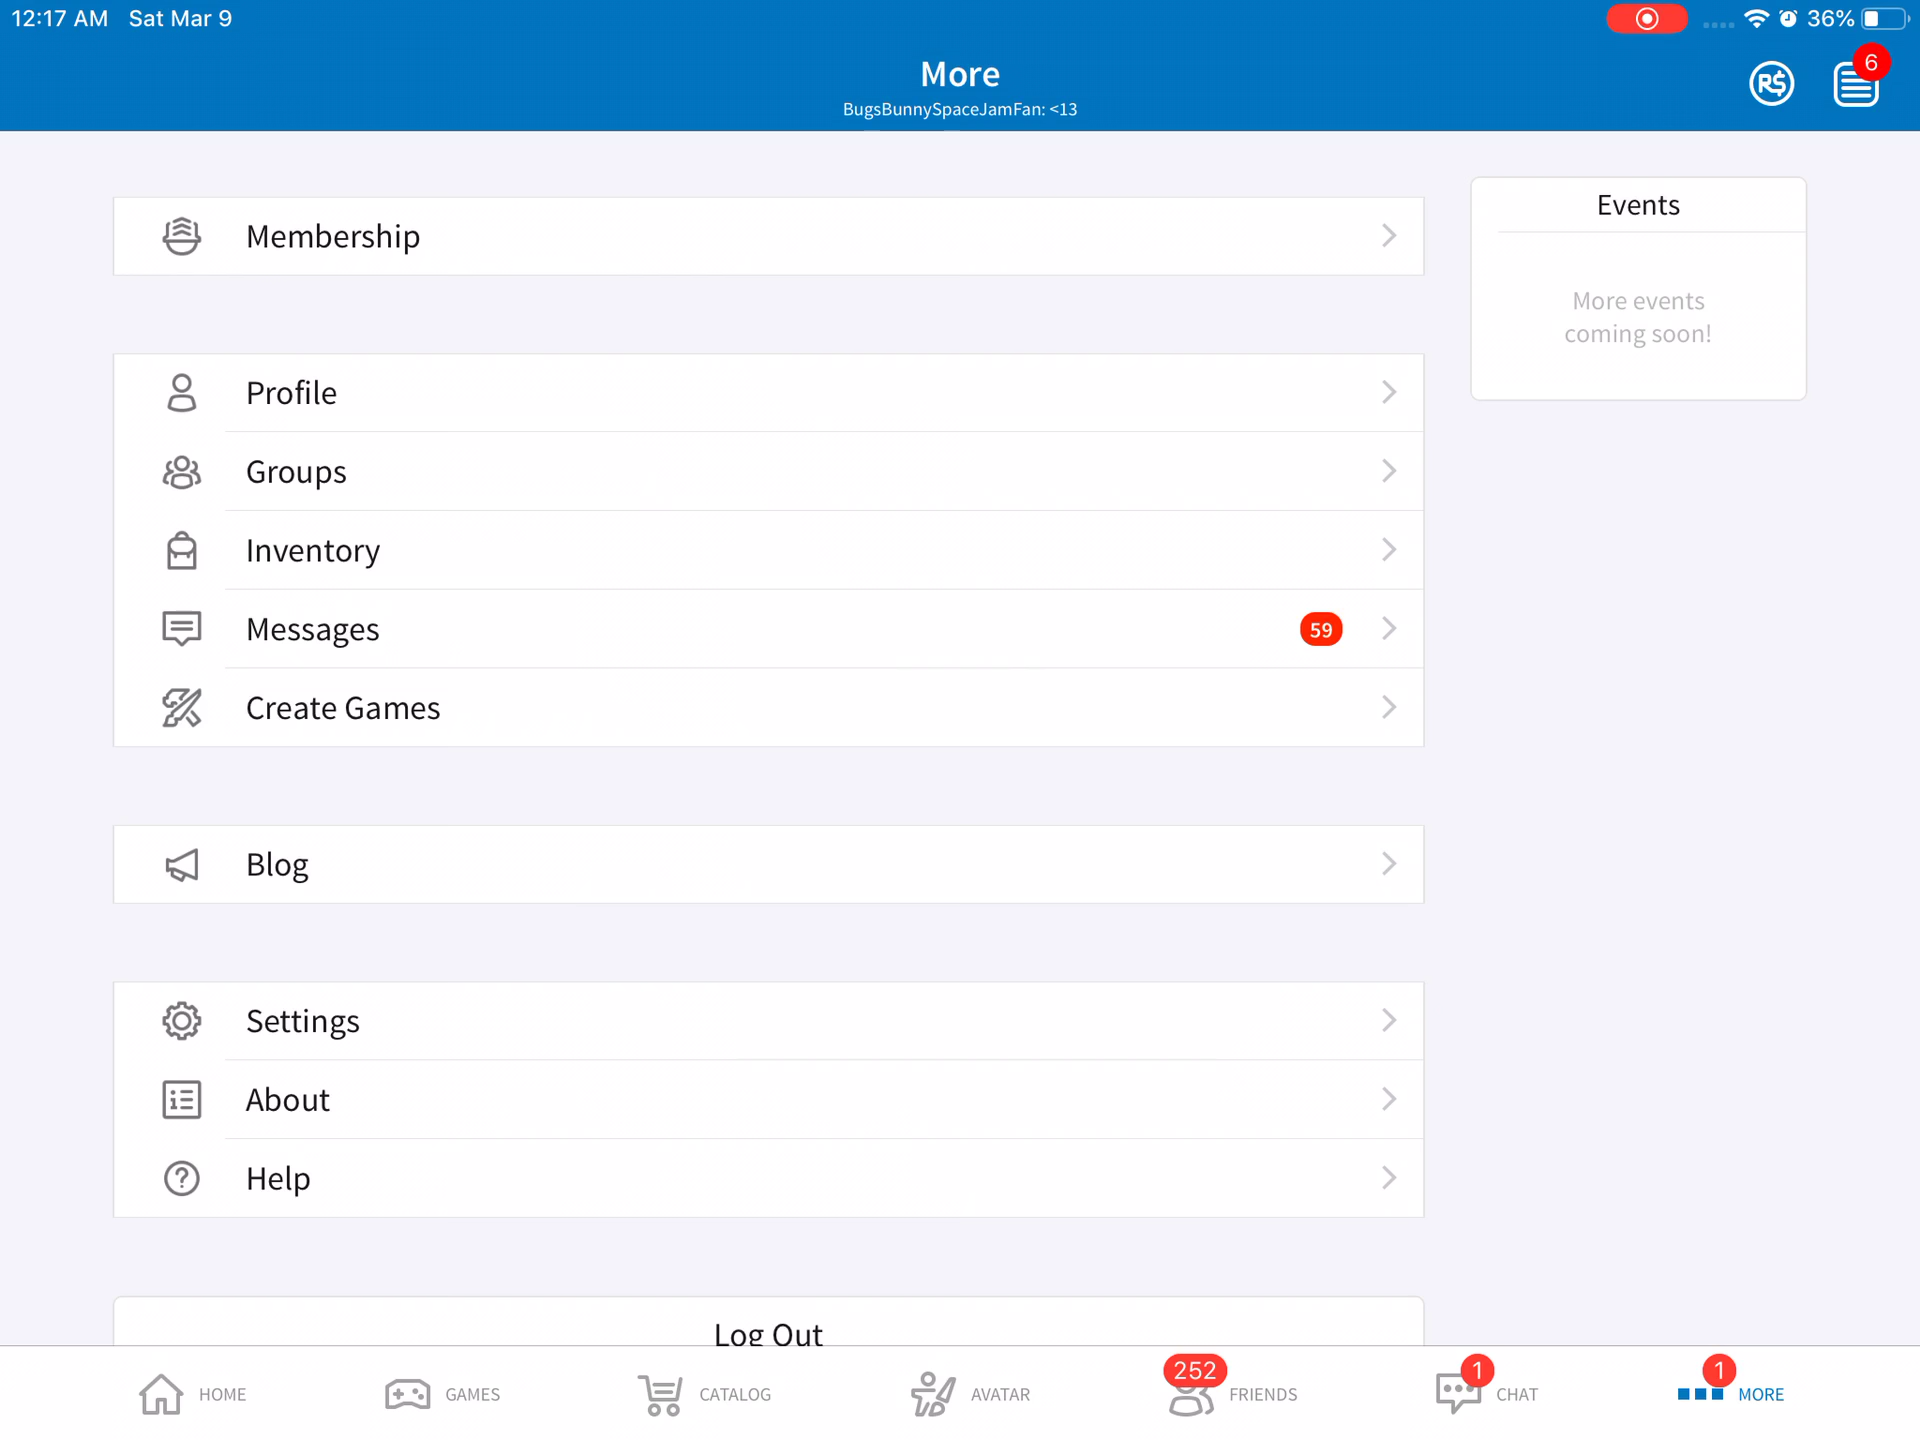 12:17 AM Sat Mar 9
36%
More
BugsBunnySpaceJamFan: <13
R$
6
Membership
Events
More events
coming soon!
Profile
Groups
Inventory
Messages
59
Create Games
Blog
Settings
About
Help
Log Out
HOME
GAMES
CATALOG
AVATAR
252
FRIENDS
1
CHAT
1
MORE